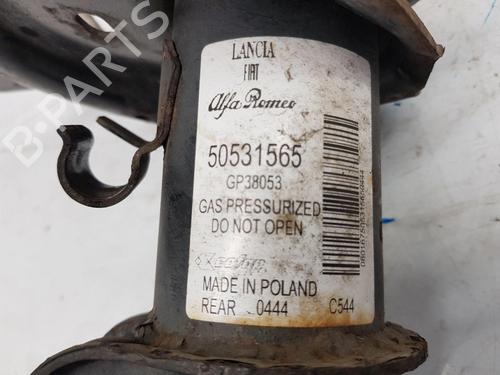 LANCIA
FIAT
Alfa Romeo
50531565
GP38053
GAS PRESSURIZED
DO NOT OPEN
MADE IN POLAND
REAR 0444 C544
B-PARTS